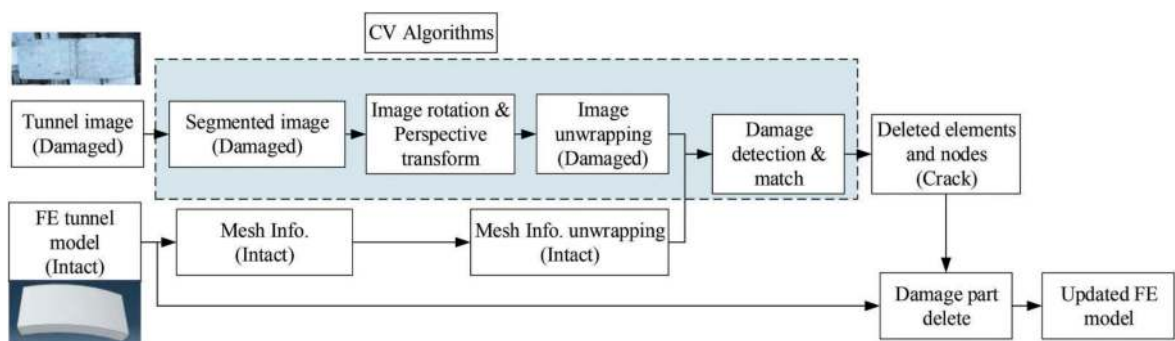 CV Algorithms
Tunnel image
(Damaged)
Segmented image
(Damaged)
Image rotation &
Perspective
transform
Image
unwrapping
(Damaged)
Damage
detection &
match
Deleted elements
and nodes
(Crack)
FE tunnel
model
(Intact)
Mesh Info.
(Intact)
Mesh Info. unwrapping
(Intact)
Damage part
delete
Updated FE
model